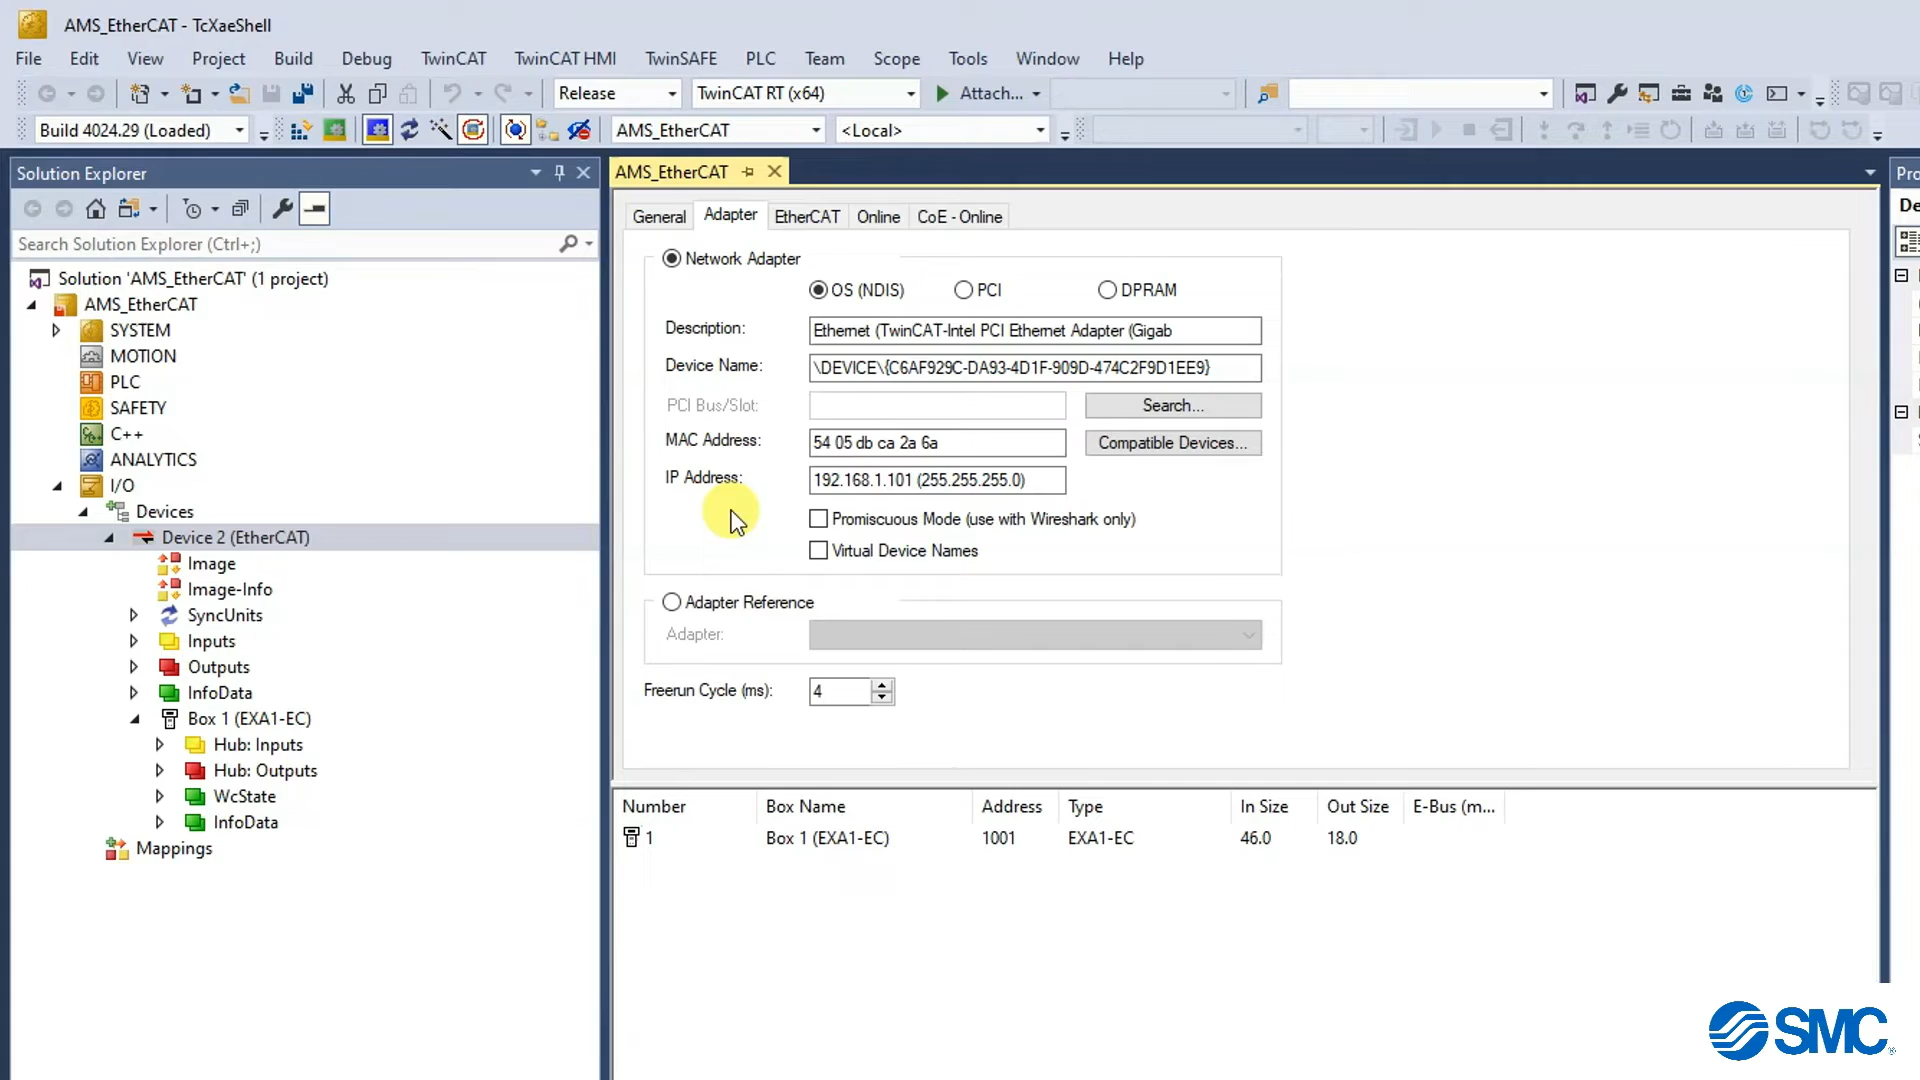 AMS_EtherCAT - TcXaeShell
File Edit View Project Build Debug TwinCAT TwinCAT HMI TwinSAFE PLC Team Scope Tools Window Help
Release TwinCAT RT (x64) Attach...
Build 4024.29 (Loaded) AMS_EtherCAT <Local>
Solution Explorer
Search Solution Explorer (Ctrl+;)
Solution 'AMS_EtherCAT' (1 project)
AMS_EtherCAT
SYSTEM
MOTION
PLC
SAFETY
C++
ANALYTICS
I/O
Devices
Device 2 (EtherCAT)
Image
Image-Info
SyncUnits
Inputs
Outputs
InfoData
Box 1 (EXA1-EC)
Hub: Inputs
Hub: Outputs
WcState
InfoData
Mappings
AMS_EtherCAT
General Adapter EtherCAT Online CoE - Online
Network Adapter
OS (NDIS) PCI DPRAM
Description: Ethernet (TwinCAT-Intel PCI Ethernet Adapter (Gigab
Device Name: \DEVICE\{C6AF929C-DA93-4D1F-909D-474C2F9D1EE9}
PCI Bus/Slot: Search...
MAC Address: 54 05 db ca 2a 6a Compatible Devices...
IP Address: 192.168.1.101 (255.255.255.0)
Promiscuous Mode (use with Wireshark only)
Virtual Device Names
Adapter Reference
Adapter:
Freerun Cycle (ms): 4
Number Box Name Address Type In Size Out Size E-Bus (m...
1 Box 1 (EXA1-EC) 1001 EXA1-EC 46.0 18.0
Pro
De
SMC